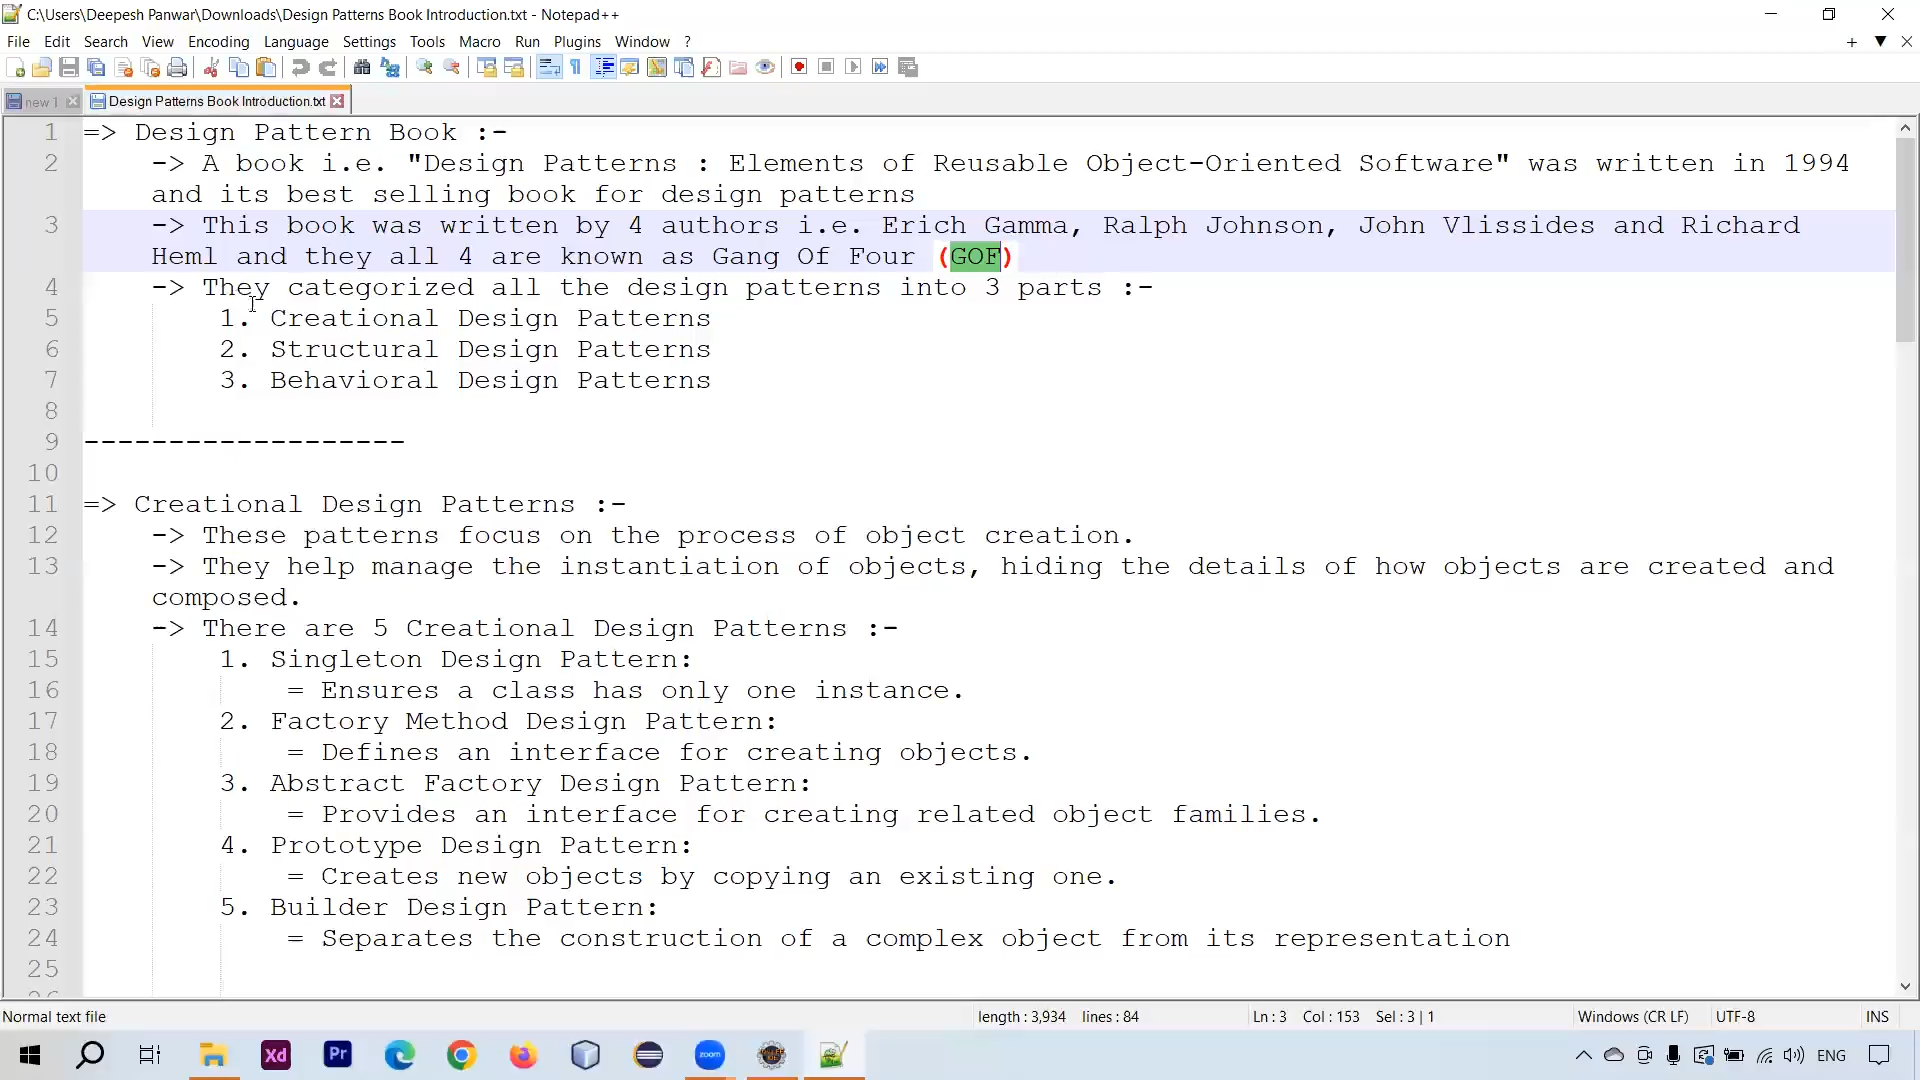 C:\Users\Deepesh Panwar\Downloads\Design Patterns Book Introduction.txt - Notepad++
File Edit Search View Encoding Language Settings Tools Macro Run Plugins Window ?
new 1 Design Patterns Book Introduction.txt
1 => Design Pattern Book :-
2 -> A book i.e. "Design Patterns : Elements of Reusable Object-Oriented Software" was written in 1994
and its best selling book for design patterns
3 -> This book was written by 4 authors i.e. Erich Gamma, Ralph Johnson, John Vlissides and Richard
Heml and they all 4 are known as Gang Of Four (GOF)
4 -> They categorized all the design patterns into 3 parts :-
5 1. Creational Design Patterns
6 2. Structural Design Patterns
7 3. Behavioral Design Patterns
8
9 -------------------
10
11 => Creational Design Patterns :-
12 -> These patterns focus on the process of object creation.
13 -> They help manage the instantiation of objects, hiding the details of how objects are created and
composed.
14 -> There are 5 Creational Design Patterns :-
15 1. Singleton Design Pattern:
16 = Ensures a class has only one instance.
17 2. Factory Method Design Pattern:
18 = Defines an interface for creating objects.
19 3. Abstract Factory Design Pattern:
20 = Provides an interface for creating related object families.
21 4. Prototype Design Pattern:
22 = Creates new objects by copying an existing one.
23 5. Builder Design Pattern:
24 = Separates the construction of a complex object from its representation
25
Normal text file length : 3,934 lines : 84 Ln : 3 Col : 153 Sel : 3 | 1 Windows (CR LF) UTF-8 INS
Xd Pr zoom ENG